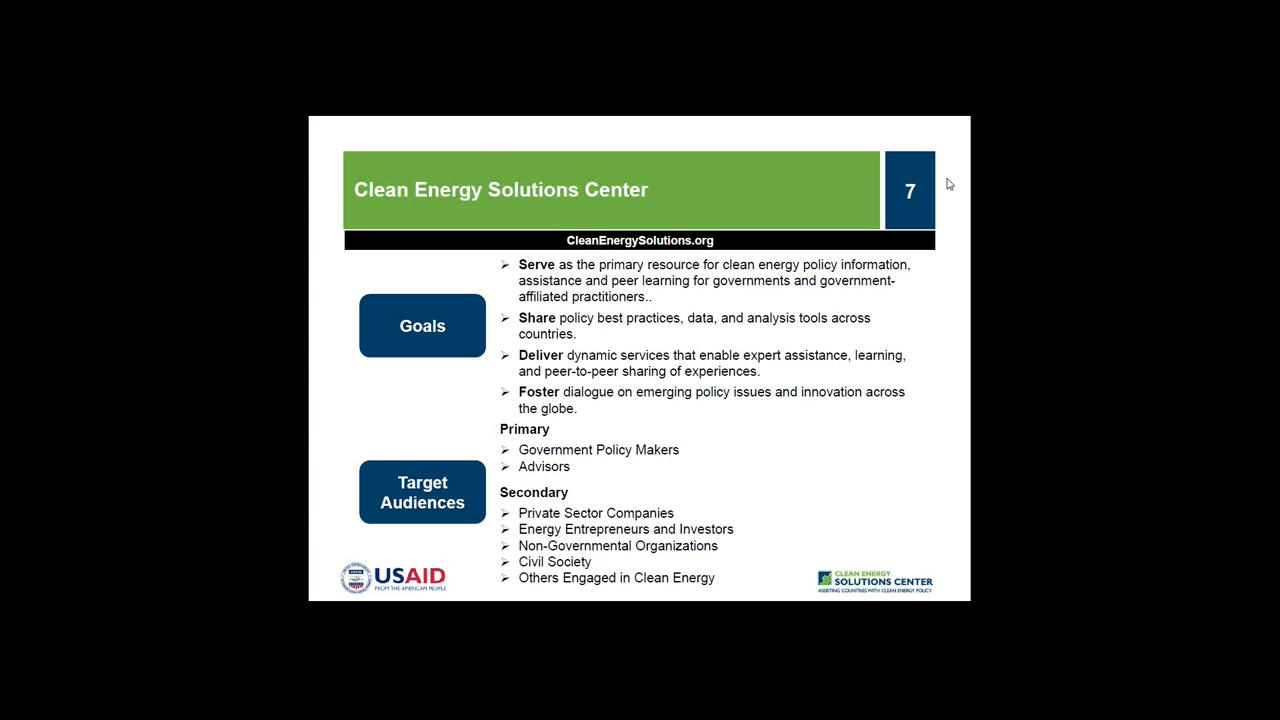 Clean Energy Solutions Center
7
CleanEnergySolutions.org
Goals
➢ Serve as the primary resource for clean energy policy information,
assistance and peer learning for governments and government-
affiliated practitioners..
➢ Share policy best practices, data, and analysis tools across
countries.
➢ Deliver dynamic services that enable expert assistance, learning,
and peer-to-peer sharing of experiences.
➢ Foster dialogue on emerging policy issues and innovation across
the globe.
Target
Audiences
Primary
➢ Government Policy Makers
➢ Advisors
Secondary
➢ Private Sector Companies
➢ Energy Entrepreneurs and Investors
➢ Non-Governmental Organizations
➢ Civil Society
➢ Others Engaged in Clean Energy
USAID
FROM THE AMERICAN PEOPLE
CLEAN ENERGY
SOLUTIONS CENTER
ASSISTING COUNTRIES WITH CLEAN ENERGY POLICY